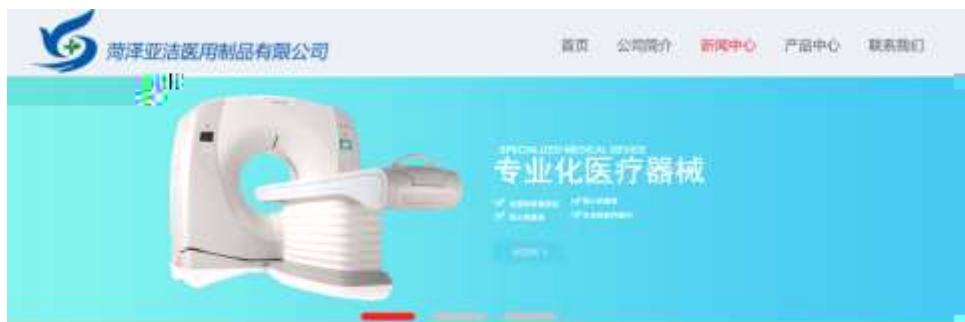 菏泽亚洁医用制品有限公司
首页 公司简介 新闻中心 产品中心 联系我们
SPECIALIZED MEDICAL DEVICE
专业化医疗器械